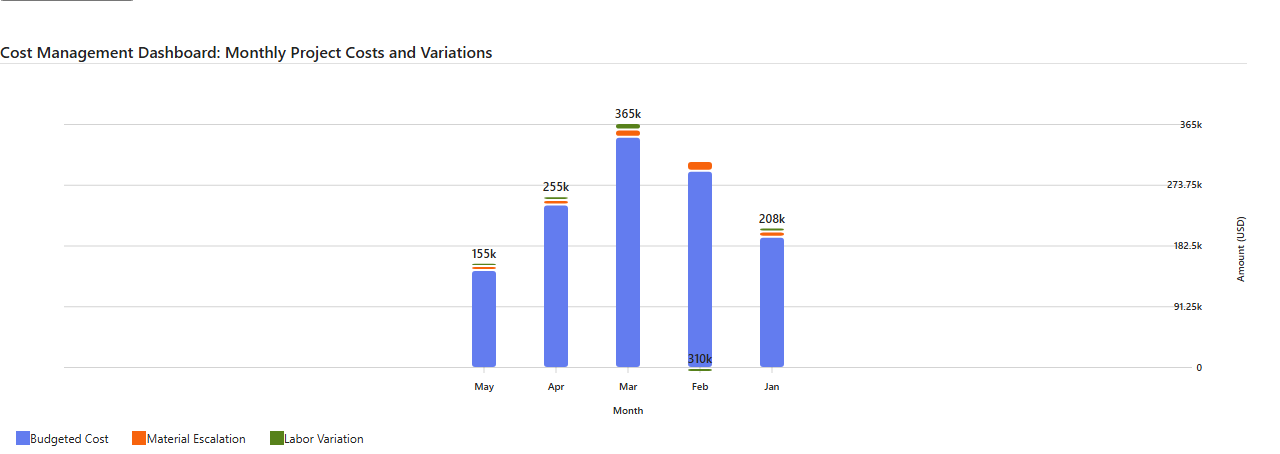 Cost Management Dashboard: Monthly Project Costs and Variations
365k
365k
255k
273.75k
208k
155k
182.5k
Amount (USD)
91.25k
310k
0
May Apr Mar Feb Jan
Month
Budgeted Cost Material Escalation Labor Variation